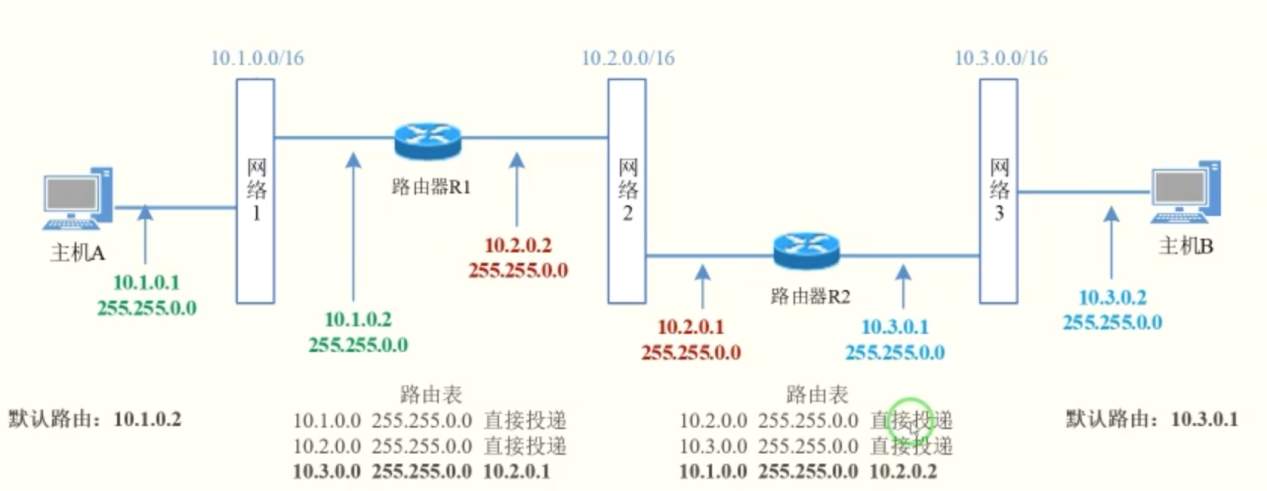 10.1.0.0/16
10.2.0.0/16
10.3.0.0/16
网络1
路由器R1
网络2
网络3
主机A
10.2.0.2
255.255.0.0
主机B
10.1.0.1
255.255.0.0
路由器R2
10.3.0.2
255.255.0.0
10.1.0.2
255.255.0.0
10.2.0.1
255.255.0.0
10.3.0.1
255.255.0.0
默认路由：10.1.0.2
路由表
10.1.0.0 255.255.0.0 直接投递
10.2.0.0 255.255.0.0 直接投递
10.3.0.0 255.255.0.0 10.2.0.1
路由表
10.2.0.0 255.255.0.0 直接投递
10.3.0.0 255.255.0.0 直接投递
10.1.0.0 255.255.0.0 10.2.0.2
默认路由：10.3.0.1